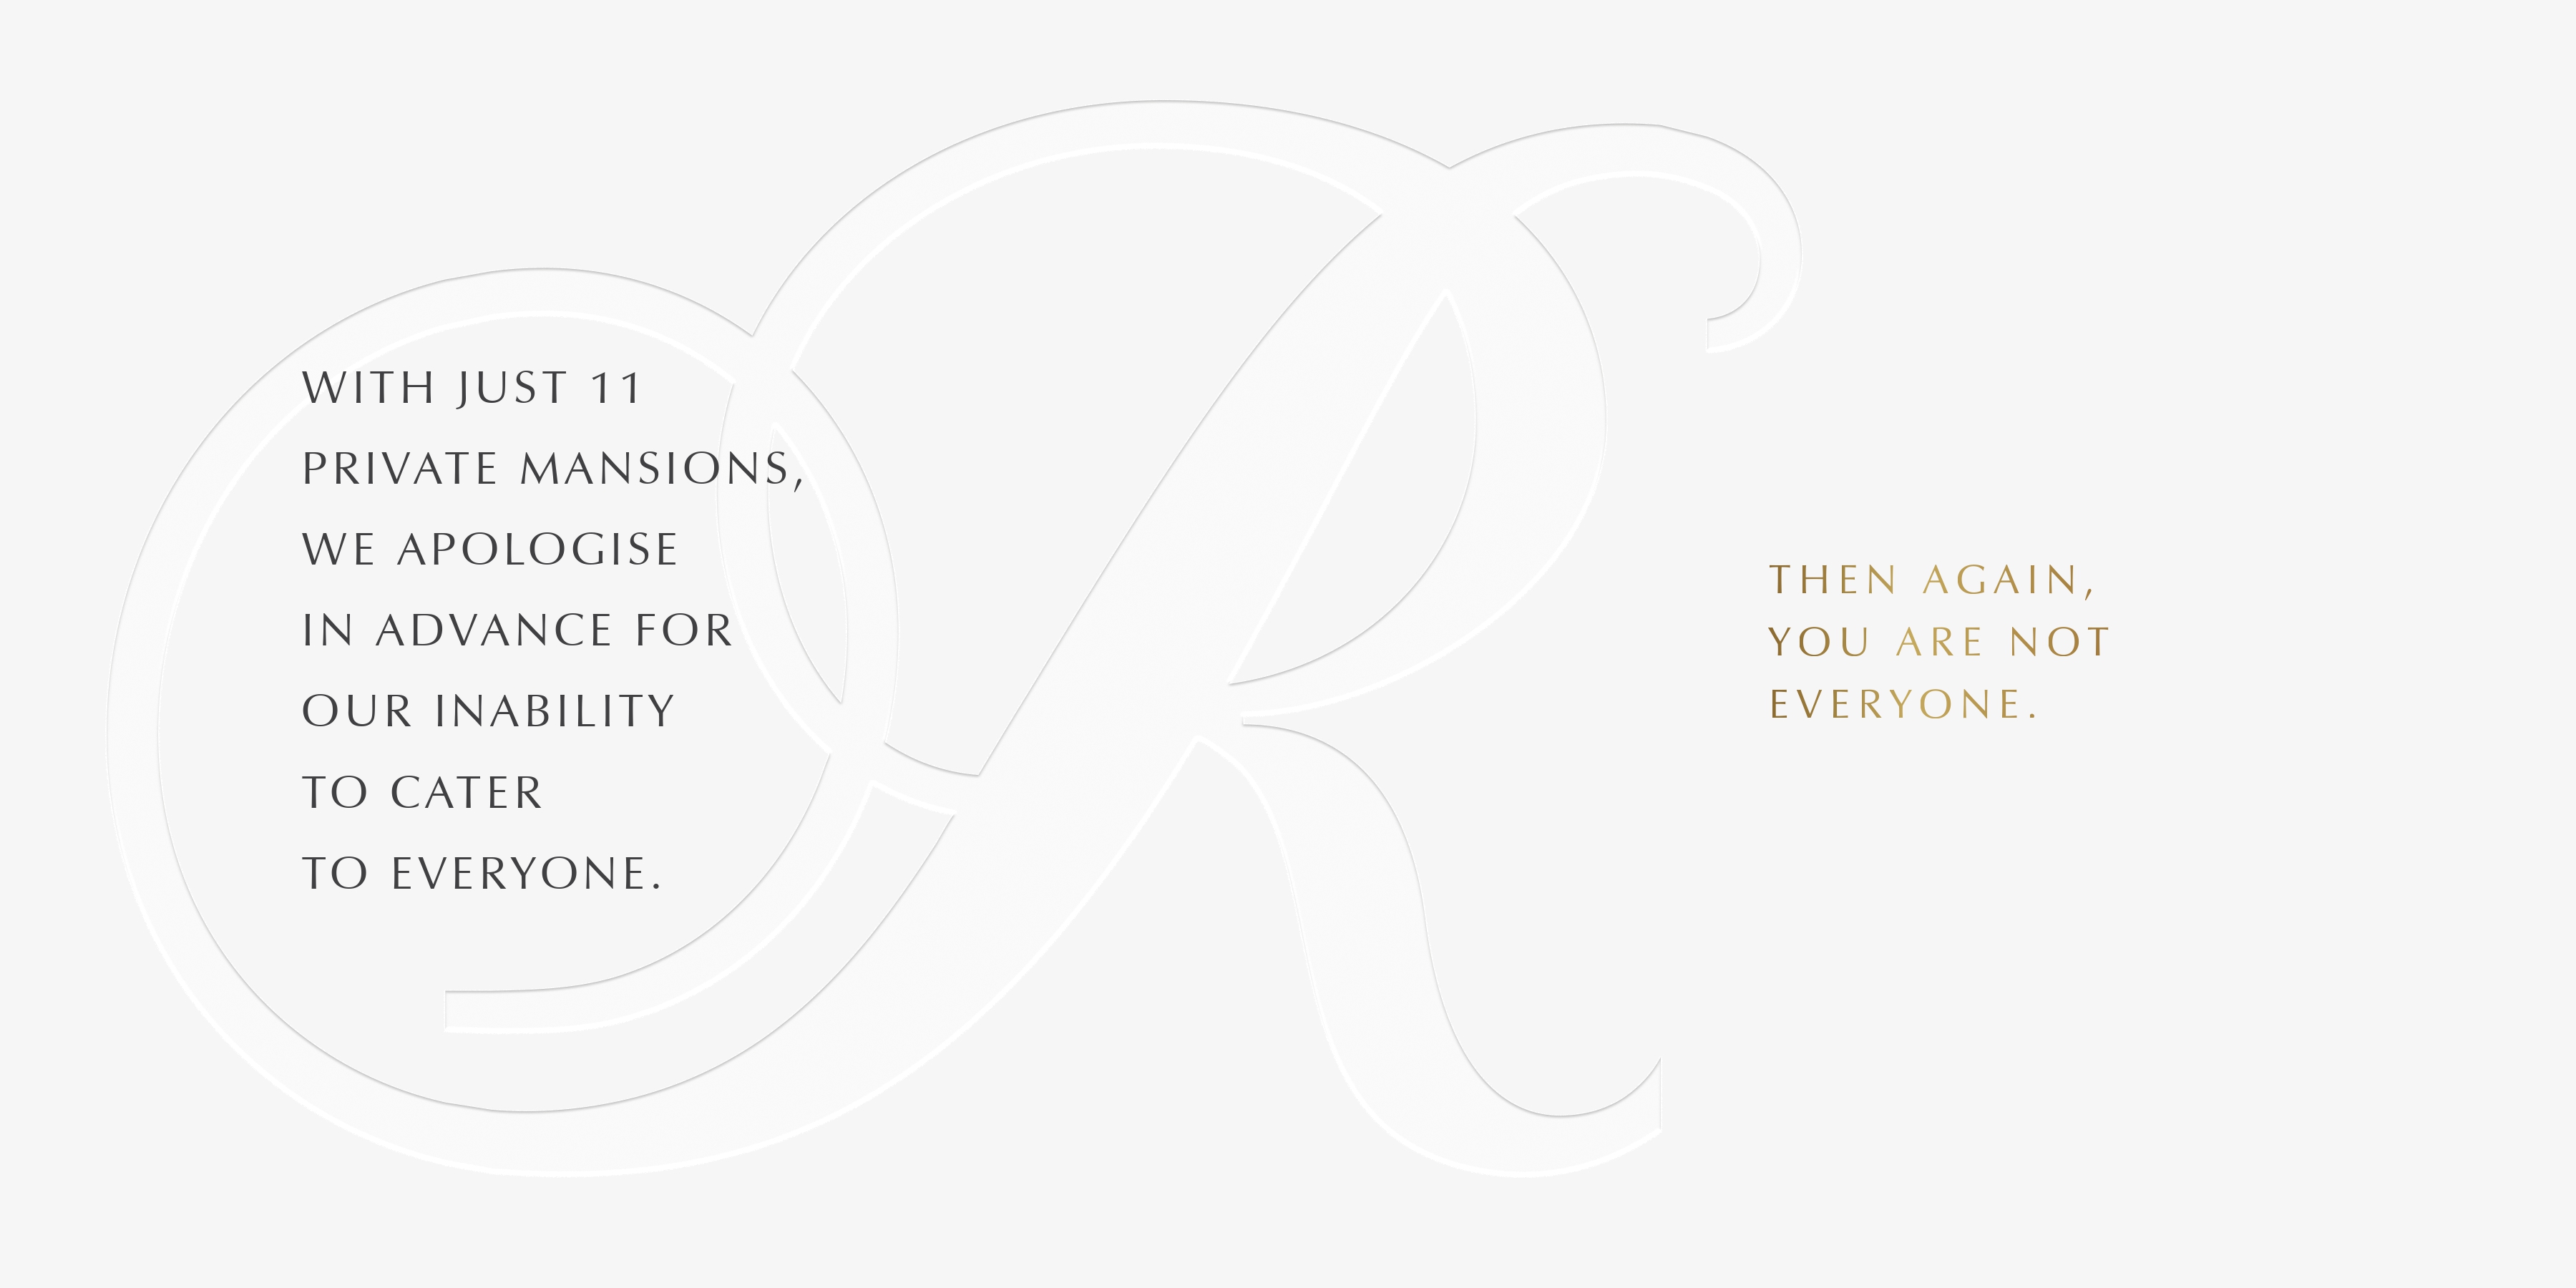 R
WITH JUST 11
PRIVATE MANSIONS,
WE APOLOGISE
IN ADVANCE FOR
OUR INABILITY
TO CATER
TO EVERYONE.
THEN AGAIN,
YOU ARE NOT
EVERYONE.